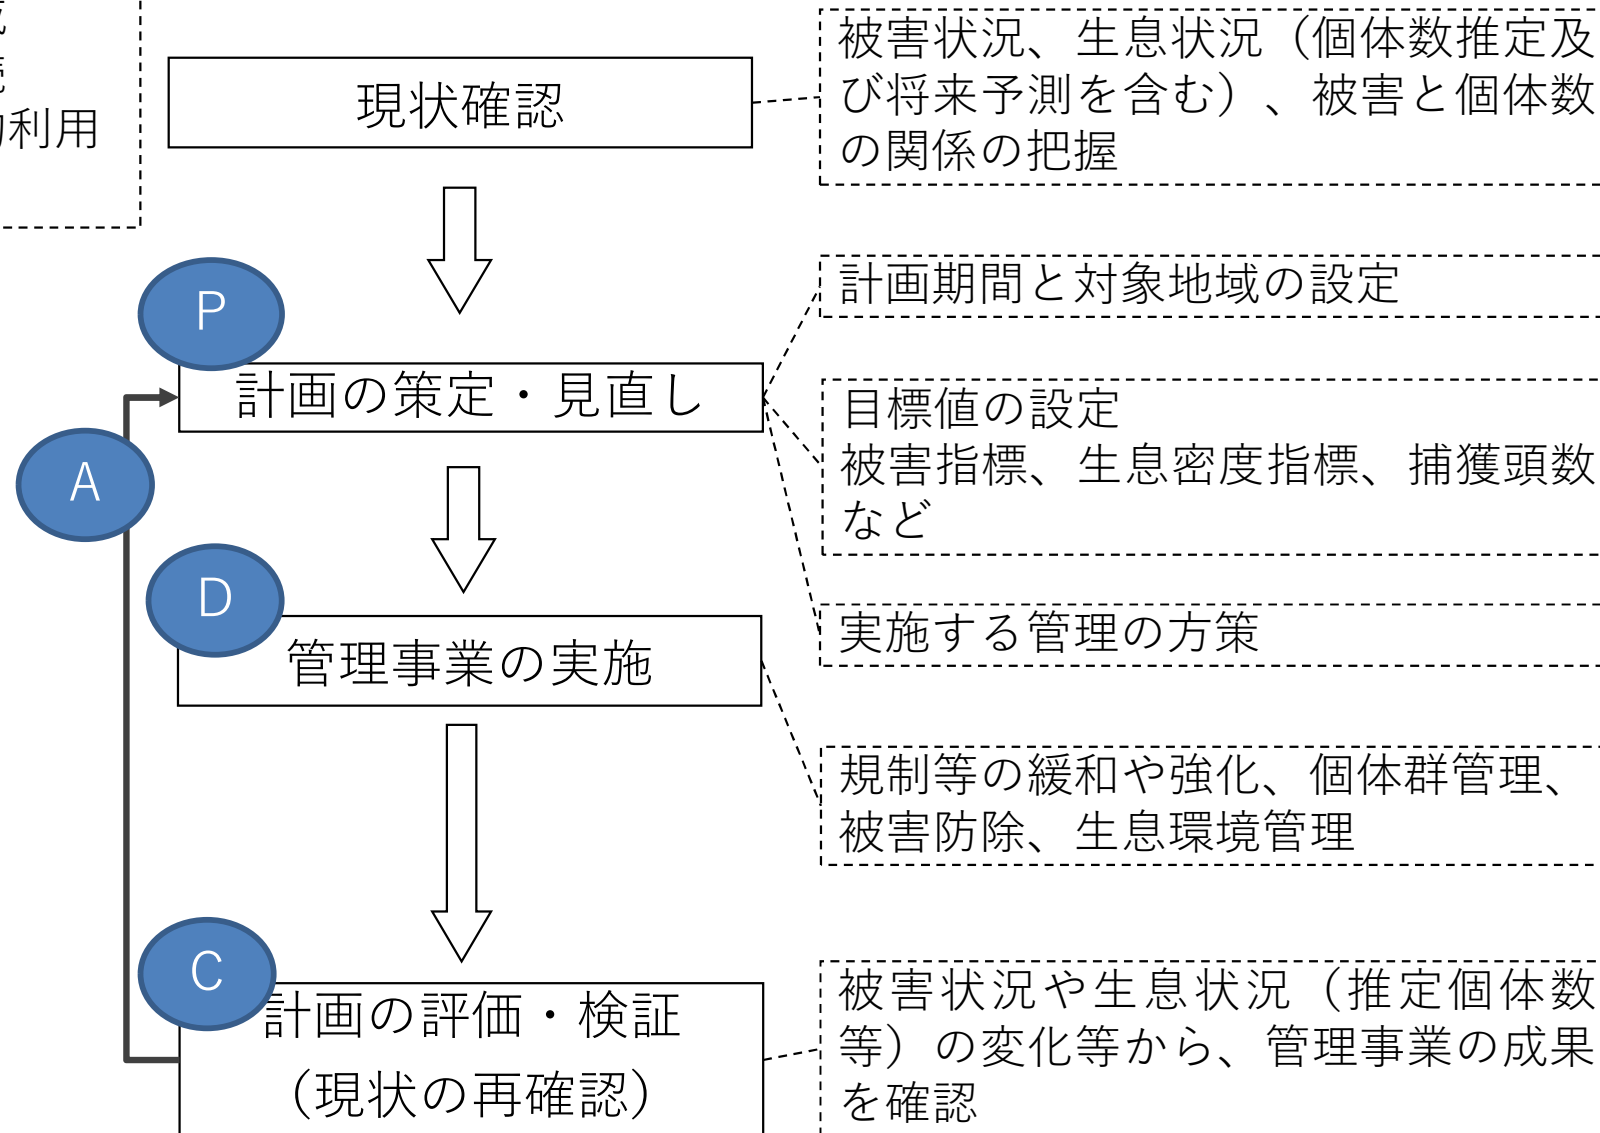 利用
現状確認
被害状況、生息状況（個体数推定及
び将来予測を含む）、被害と個体数
の関係の把握
P
計画の策定・見直し
計画期間と対象地域の設定
目標値の設定
被害指標、生息密度指標、捕獲頭数
など
実施する管理の方策
A
D
管理事業の実施
規制等の緩和や強化、個体群管理、
被害防除、生息環境管理
C
計画の評価・検証
（現状の再確認）
被害状況や生息状況（推定個体数
等）の変化等から、管理事業の成果
を確認